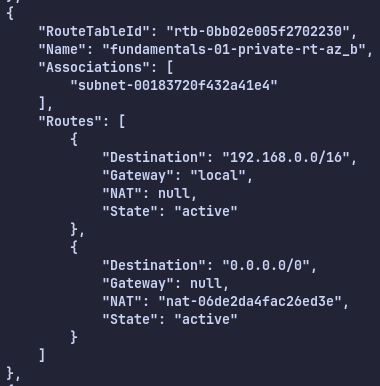 {
"RouteTableId": "rtb-0bb02e005f2702230",
"Name": "fundamentals-01-private-rt-az_b",
"Associations": [
"subnet-00183720f432a41e4"
],
"Routes": [
{
"Destination": "192.168.0.0/16",
"Gateway": "local",
"NAT": null,
"State": "active"
},
{
"Destination": "0.0.0.0/0",
"Gateway": null,
"NAT": "nat-06de2da4fac26ed3e",
"State": "active"
}
]
},